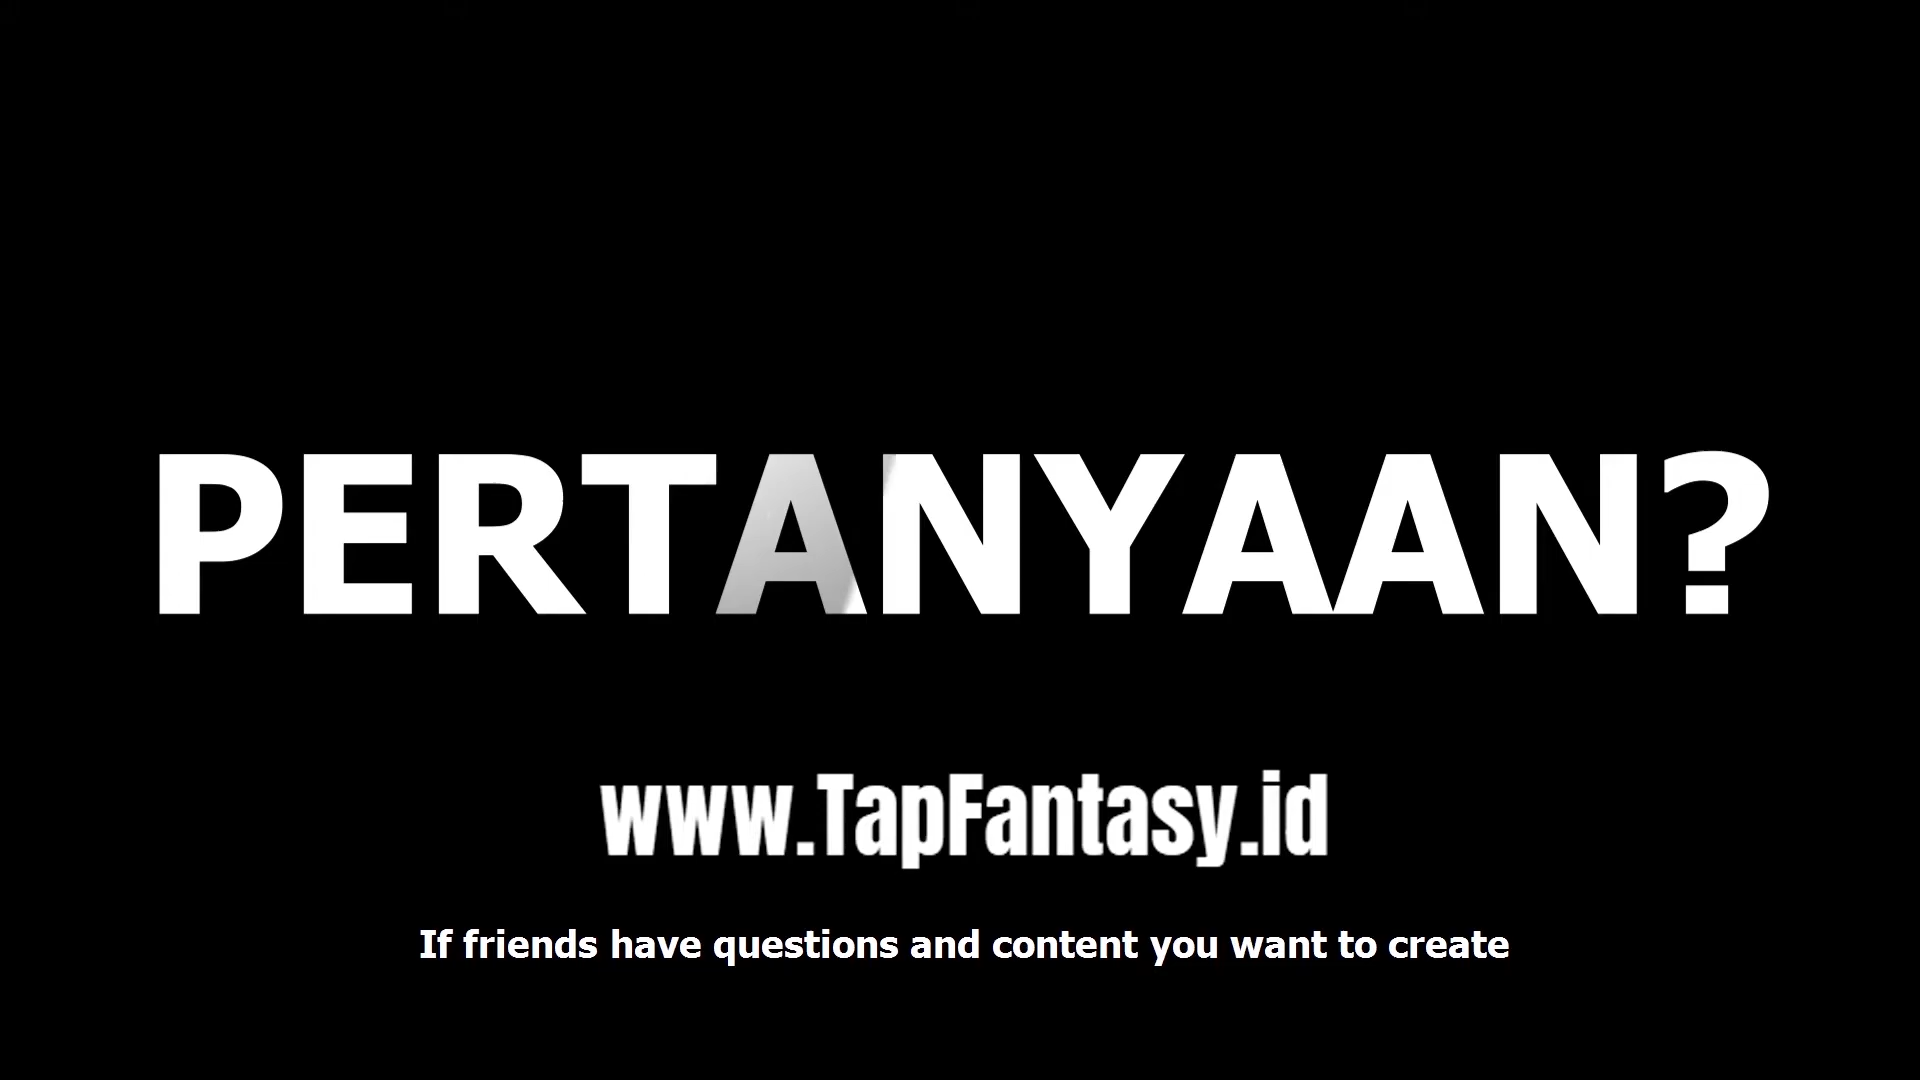 PERTANYAAN?
www.TapFantasy.id
If friends have questions and content you want to create